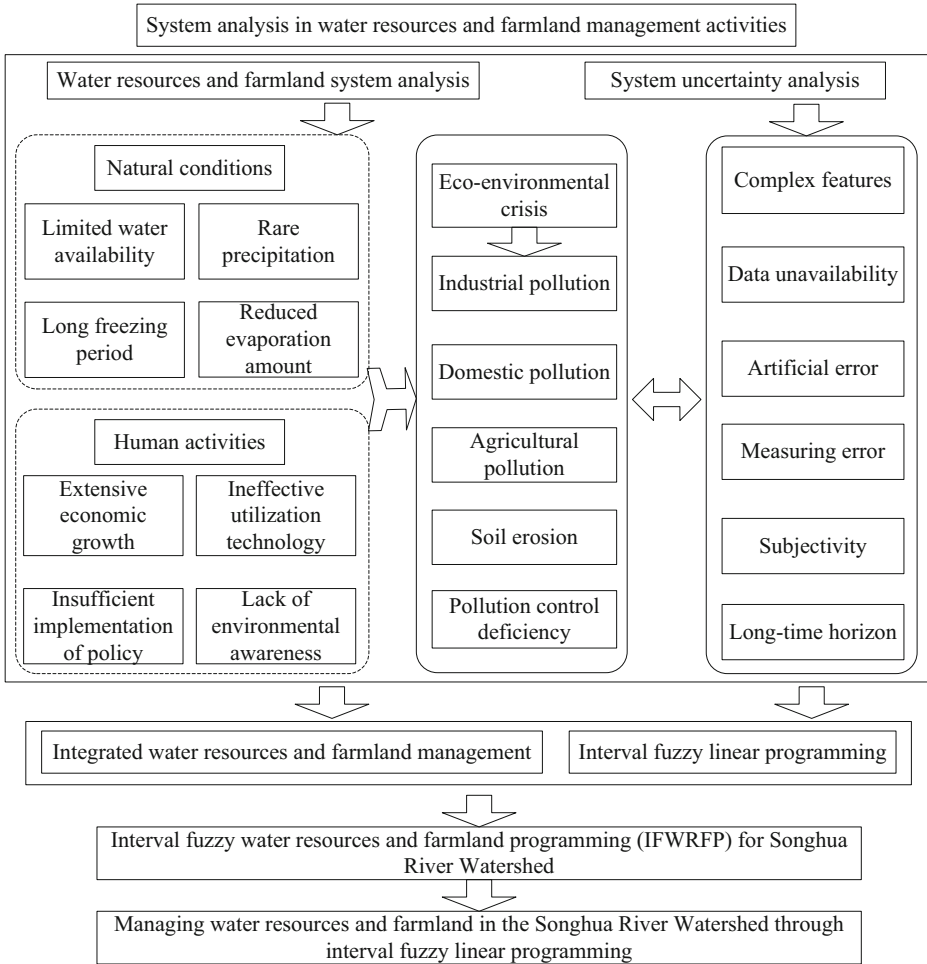 System analysis in water resources and farmland management activities
Water resources and farmland system analysis
System uncertainty analysis
Natural conditions
Limited water
availability
Rare
precipitation
Long freezing
period
Reduced
evaporation
amount
Human activities
Extensive
economic
growth
Ineffective
utilization
technology
Insufficient
implementation
of policy
Lack of
environmental
awareness
Eco-environmental
crisis
Industrial pollution
Domestic pollution
Agricultural
pollution
Soil erosion
Pollution control
deficiency
Complex features
Data unavailability
Artificial error
Measuring error
Subjectivity
Long-time horizon
Integrated water resources and farmland management
Interval fuzzy linear programming
Interval fuzzy water resources and farmland programming (IFWRFP) for Songhua
River Watershed
Managing water resources and farmland in the Songhua River Watershed through
interval fuzzy linear programming